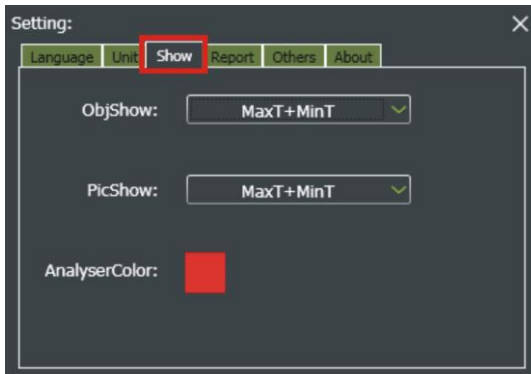 Setting:
Language Unit Show Report Others About
ObjShow: MaxT+MinT
PicShow: MaxT+MinT
AnalyserColor: